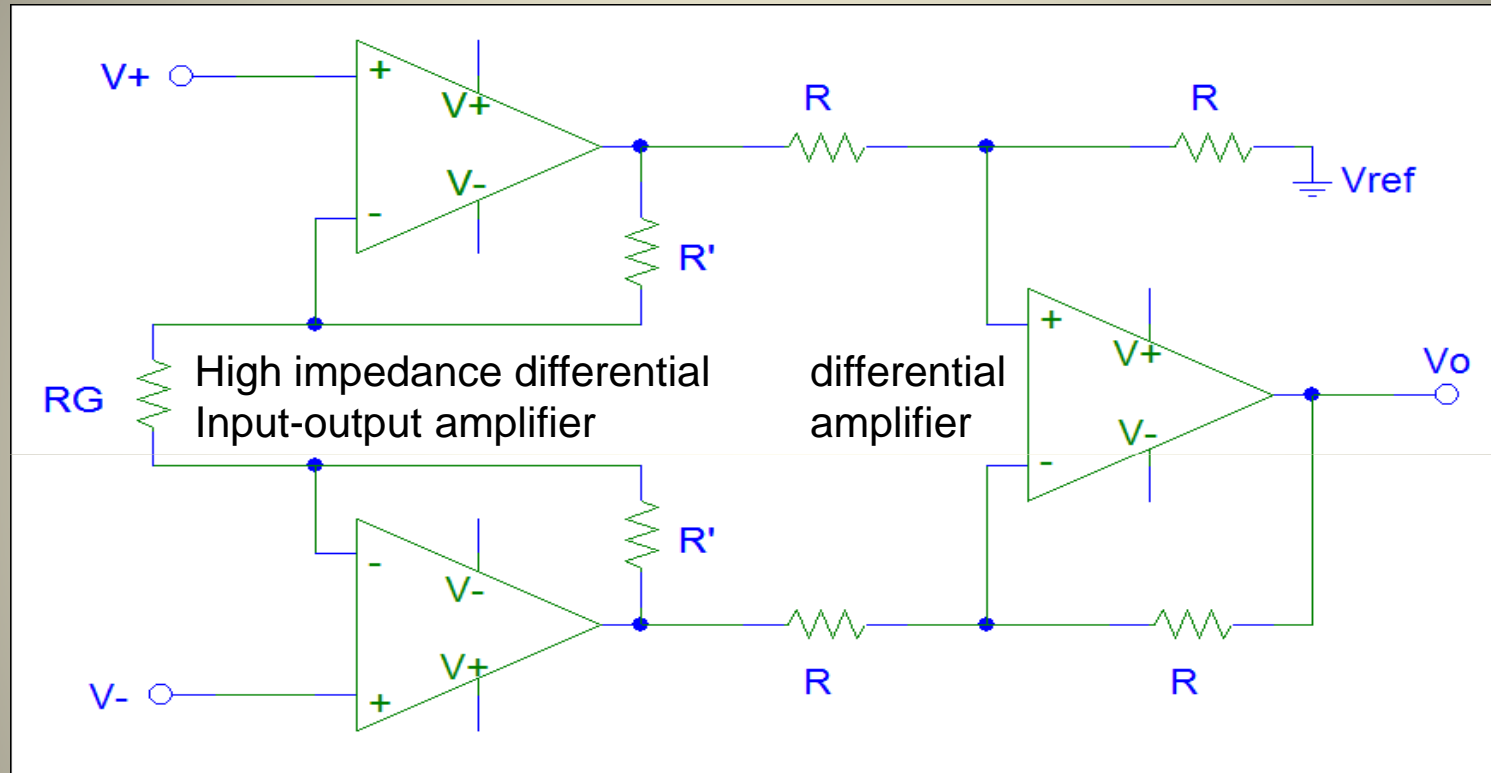 V+
+
V+
V-
-
R
R
Vref
R'
RG
High impedance differential
Input-output amplifier
differential
amplifier
+
V+
V-
-
Vo
R'
-
V-
V+
+
V-
R
R